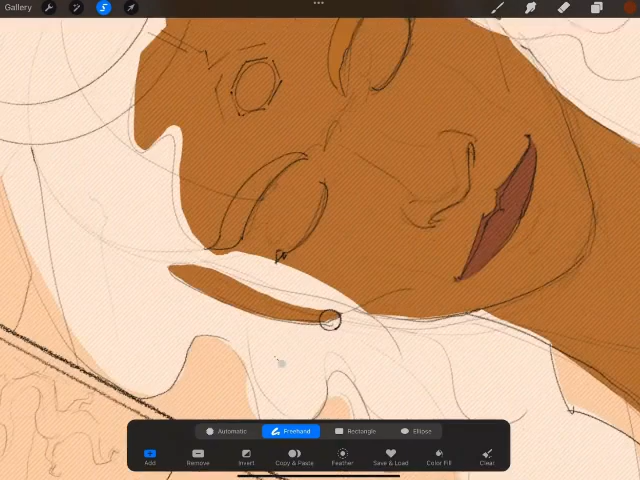 Gallery
Automatic Freehand Rectangle Ellipse
Add Remove Invert Copy & Paste Feather Save & Load Color Fill Clear